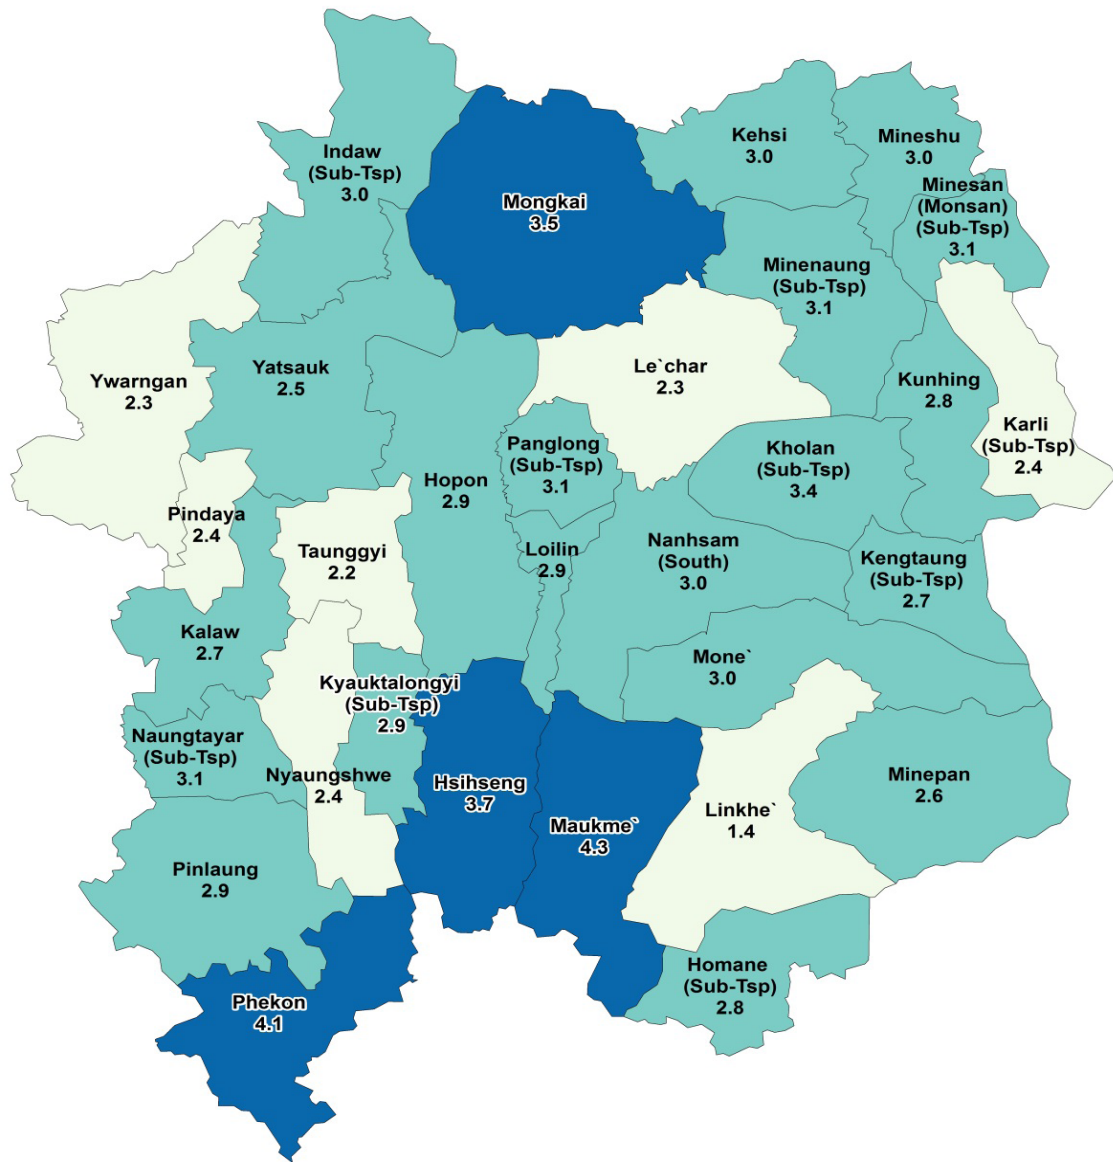 Indaw
(Sub-Tsp)
3.0
Mongkai
3.5
Kehsi
3.0
Mineshu
3.0
Minesan
(Monsan)
(Sub-Tsp)
3.1
Minenaung
(Sub-Tsp)
3.1
Ywarngan
2.3
Yatsauk
2.5
Le`char
2.3
Kunhing
2.8
Karli
(Sub-Tsp)
2.4
Panglong
(Sub-Tsp)
3.1
Kholan
(Sub-Tsp)
3.4
Hopon
2.9
Pindaya
2.4
Taunggyi
2.2
Loilin
2.9
Nanhsam
(South)
3.0
Kengtaung
(Sub-Tsp)
2.7
Kalaw
2.7
Mone`
3.0
Kyauktalongyi
(Sub-Tsp)
2.9
Naungtayar
(Sub-Tsp)
3.1
Nyaungshwe
2.4
Hsihseng
3.7
Maukme`
4.3
Linkhe`
1.4
Minepan
2.6
Pinlaung
2.9
Homane
(Sub-Tsp)
2.8
Phekon
4.1